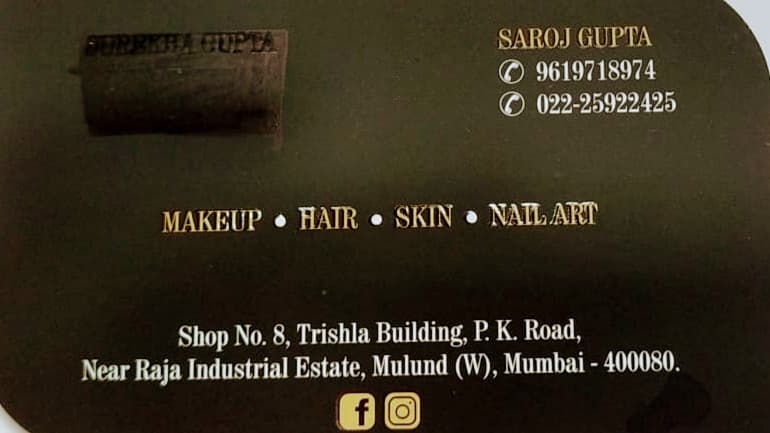 SUREKHA GUPTA
SAROJ GUPTA
9619718974
022-25922425
MAKEUP • HAIR • SKIN • NAIL ART
Shop No. 8, Trishla Building, P. K. Road,
Near Raja Industrial Estate, Mulund (W), Mumbai - 400080.